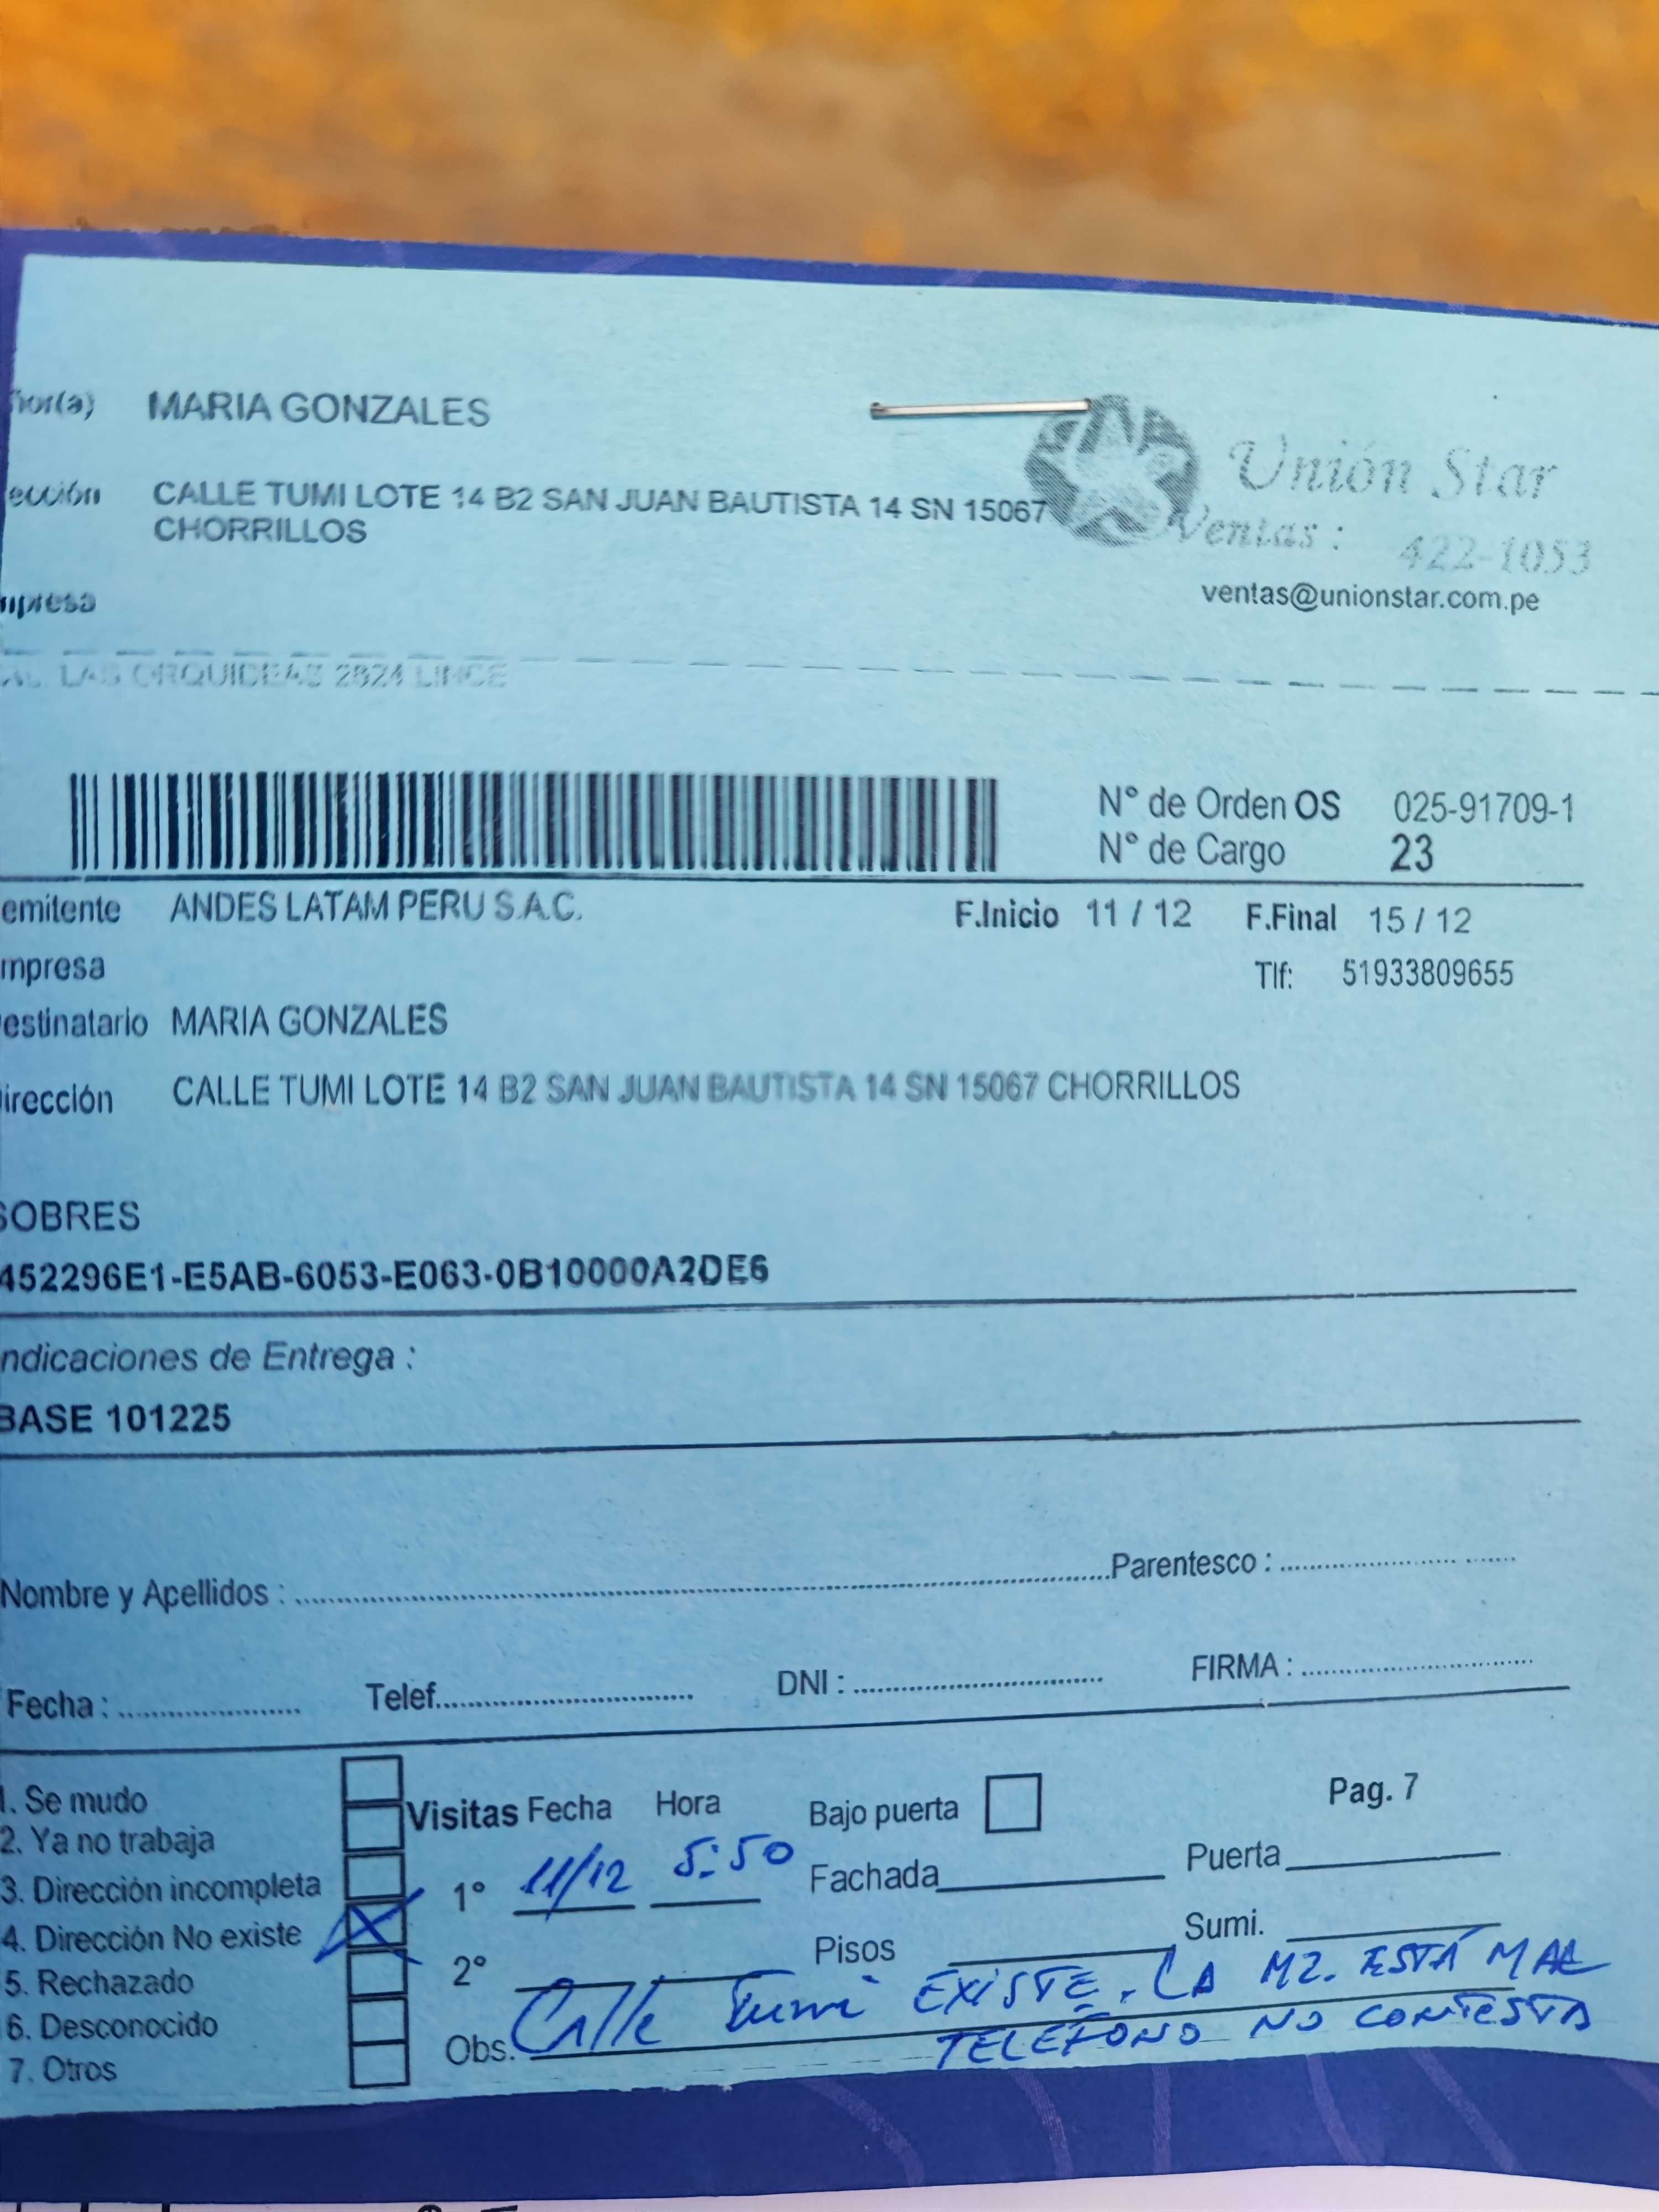 ñor(a) MARIA GONZALES
ección CALLE TUMI LOTE 14 B2 SAN JUAN BAUTISTA 14 SN 15067
CHORRILLOS
Unión Star
Ventas : 422-1053
ventas@unionstar.com.pe
mpresa
AL. LAS ORQUIDEAS 2624 LINCE
N° de Orden OS 025-91709-1
N° de Cargo 23
emitente ANDES LATAM PERU S.A.C. F.Inicio 11 / 12 F.Final 15 / 12
mpresa Tlf: 51933809655
estinatario MARIA GONZALES
irección CALLE TUMI LOTE 14 B2 SAN JUAN BAUTISTA 14 SN 15067 CHORRILLOS
SOBRES
452296E1-E5AB-6053-E063-0B10000A2DE6
ndicaciones de Entrega :
BASE 101225
Nombre y Apellidos : Parentesco :
Fecha : Telef. DNI : FIRMA :
1. Se mudo
2. Ya no trabaja
3. Dirección incompleta
4. Dirección No existe
5. Rechazado
6. Desconocido
7. Otros
Visitas Fecha Hora Bajo puerta Pag. 7
1° 11/12 5:50 Fachada Puerta
2° Pisos Sumi.
Obs. Calle Tumi EXISTE. LA MZ. ESTÁ MAL
TELEFONO NO CONTESTA